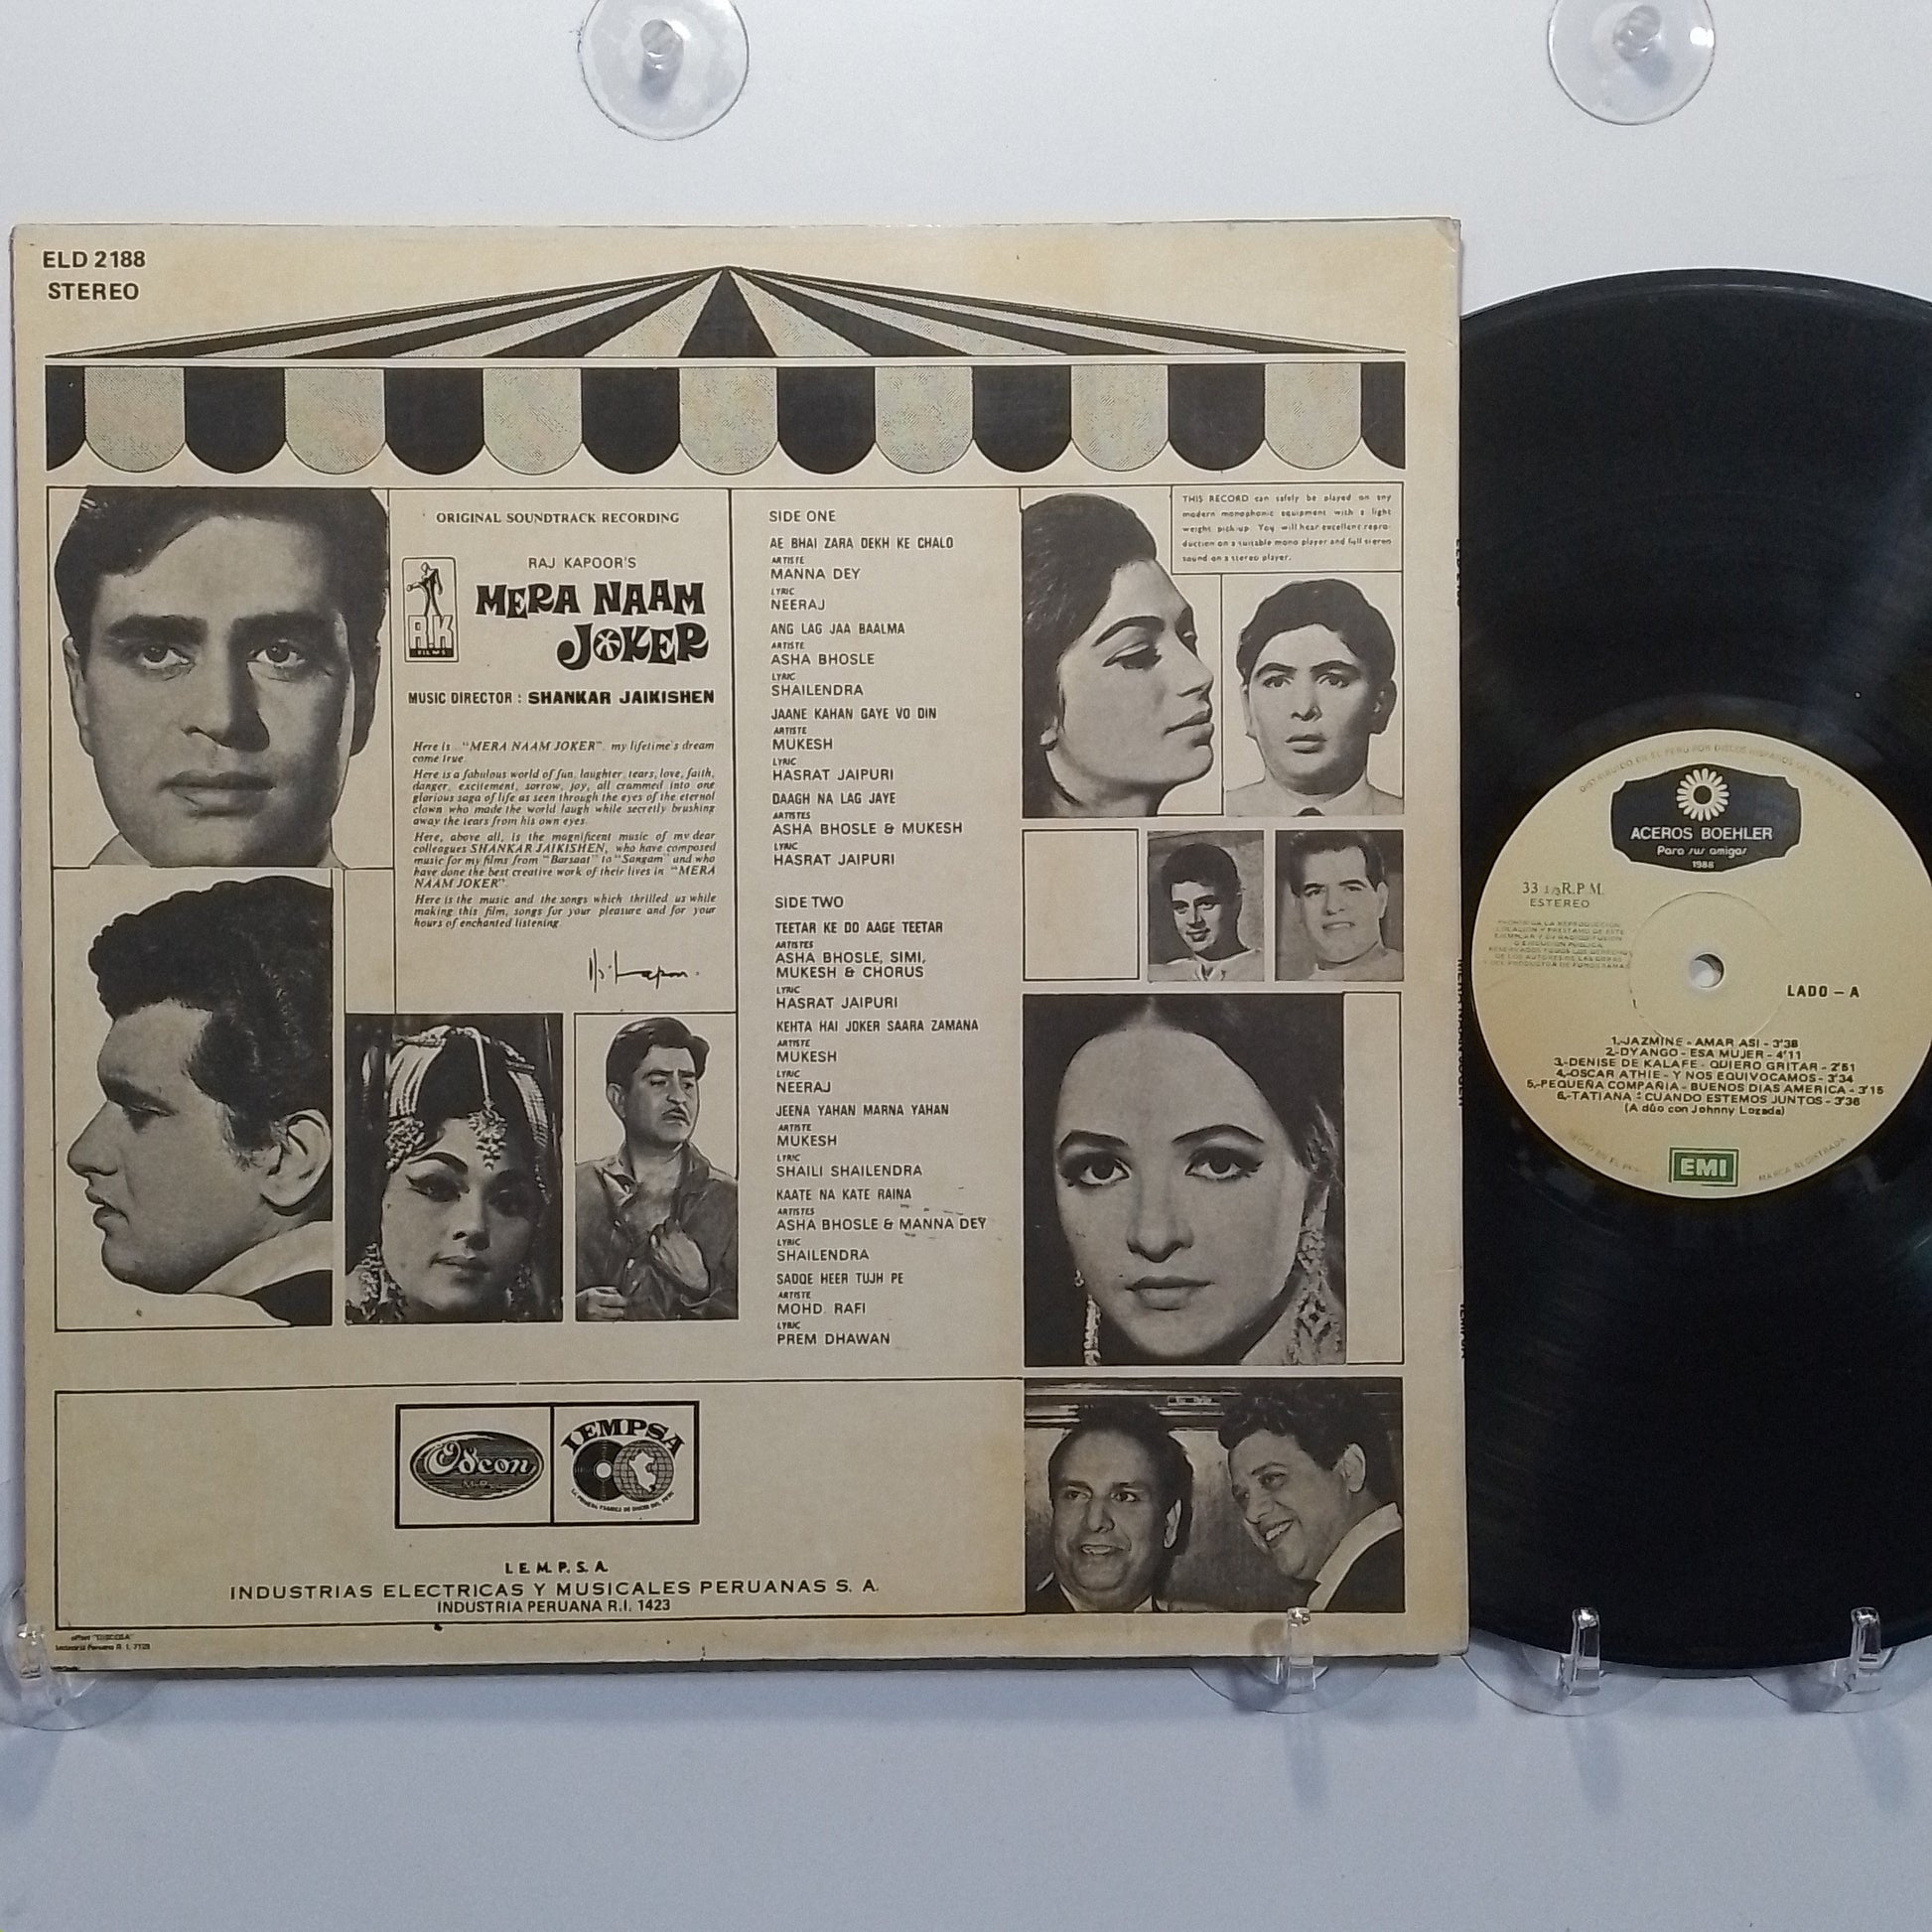 ELD 2188
STEREO
ORIGINAL SOUNDTRACK RECORDING
RAJ KAPOOR'S
R.K
FILMS
MERA NAAM
JOKER
MUSIC DIRECTOR : SHANKAR JAIKISHEN
Here is "MERA NAAM JOKER" my lifetime's dream
come true.
Here is a fabulous world of fun, laughter, tears, love, faith,
danger, excitement, sorrow, joy, all crammed into one
glorious saga of life as seen through the eyes of the eternal
clown who made the world laugh while secretly brushing
away the tears from his own eyes.
Here, above all, is the magnificent music of my dear
colleagues SHANKAR JAIKISHEN, who have composed
music for my films from "Barsaat" to "Sangam" and who
have done the best creative work of their lives in "MERA
NAAM JOKER".
Here is the music and the songs which thrilled us while
making this film, songs for your pleasure and for your
hours of enchanted listening.
SIDE ONE
AE BHAI ZARA DEKH KE CHALO
ARTISTE
MANNA DEY
LYRIC
NEERAJ
ANG LAG JAA BAALMA
ARTISTE
ASHA BHOSLE
LYRIC
SHAILENDRA
JAANE KAHAN GAYE VO DIN
ARTISTE
MUKESH
LYRIC
HASRAT JAIPURI
DAAGH NA LAG JAYE
ARTISTES
ASHA BHOSLE & MUKESH
LYRIC
HASRAT JAIPURI
SIDE TWO
TEETAR KE DO AAGE TEETAR
ARTISTES
ASHA BHOSLE, SIMI,
MUKESH & CHORUS
LYRIC
HASRAT JAIPURI
KEHTA HAI JOKER SAARA ZAMANA
ARTISTE
MUKESH
LYRIC
NEERAJ
JEENA YAHAN MARNA YAHAN
ARTISTE
MUKESH
LYRIC
SHAILI SHAILENDRA
KAATE NA KATE RAINA
ARTISTES
ASHA BHOSLE & MANNA DEY
LYRIC
SHAILENDRA
SADQE HEER TUJH PE
ARTISTE
MOHD. RAFI
LYRIC
PREM DHAWAN
THIS RECORD can safely be played on any
modern monophonic equipment with a light
weight pick-up. You will hear excellent repro-
duction on a suitable mono player and full stereo
sound on a stereo player.
Odeon
IEMPSA
I. E. M. P. S. A.
INDUSTRIAS ELECTRICAS Y MUSICALES PERUANAS S. A.
INDUSTRIA PERUANA R.I. 1423
ACEROS BOEHLER
Para sus amigos
1988
33 1/3 R.P.M.
ESTEREO
LADO - A
1.-JAZMINE - AMAR ASI - 3'38
2.-DYANGO - ESA MUJER - 4'11
3.-DENISE DE KALAFE - QUIERO GRITAR - 2'51
4.-OSCAR ATHIE - Y NOS EQUIVOCAMOS - 3'34
5.-PEQUEÑA COMPAÑIA - BUENOS DIAS AMERICA - 3'15
6.-TATIANA : CUANDO ESTEMOS JUNTOS - 3'36
(A dúo con Johnny Lozada)
EMI
MARCA REGISTRADA